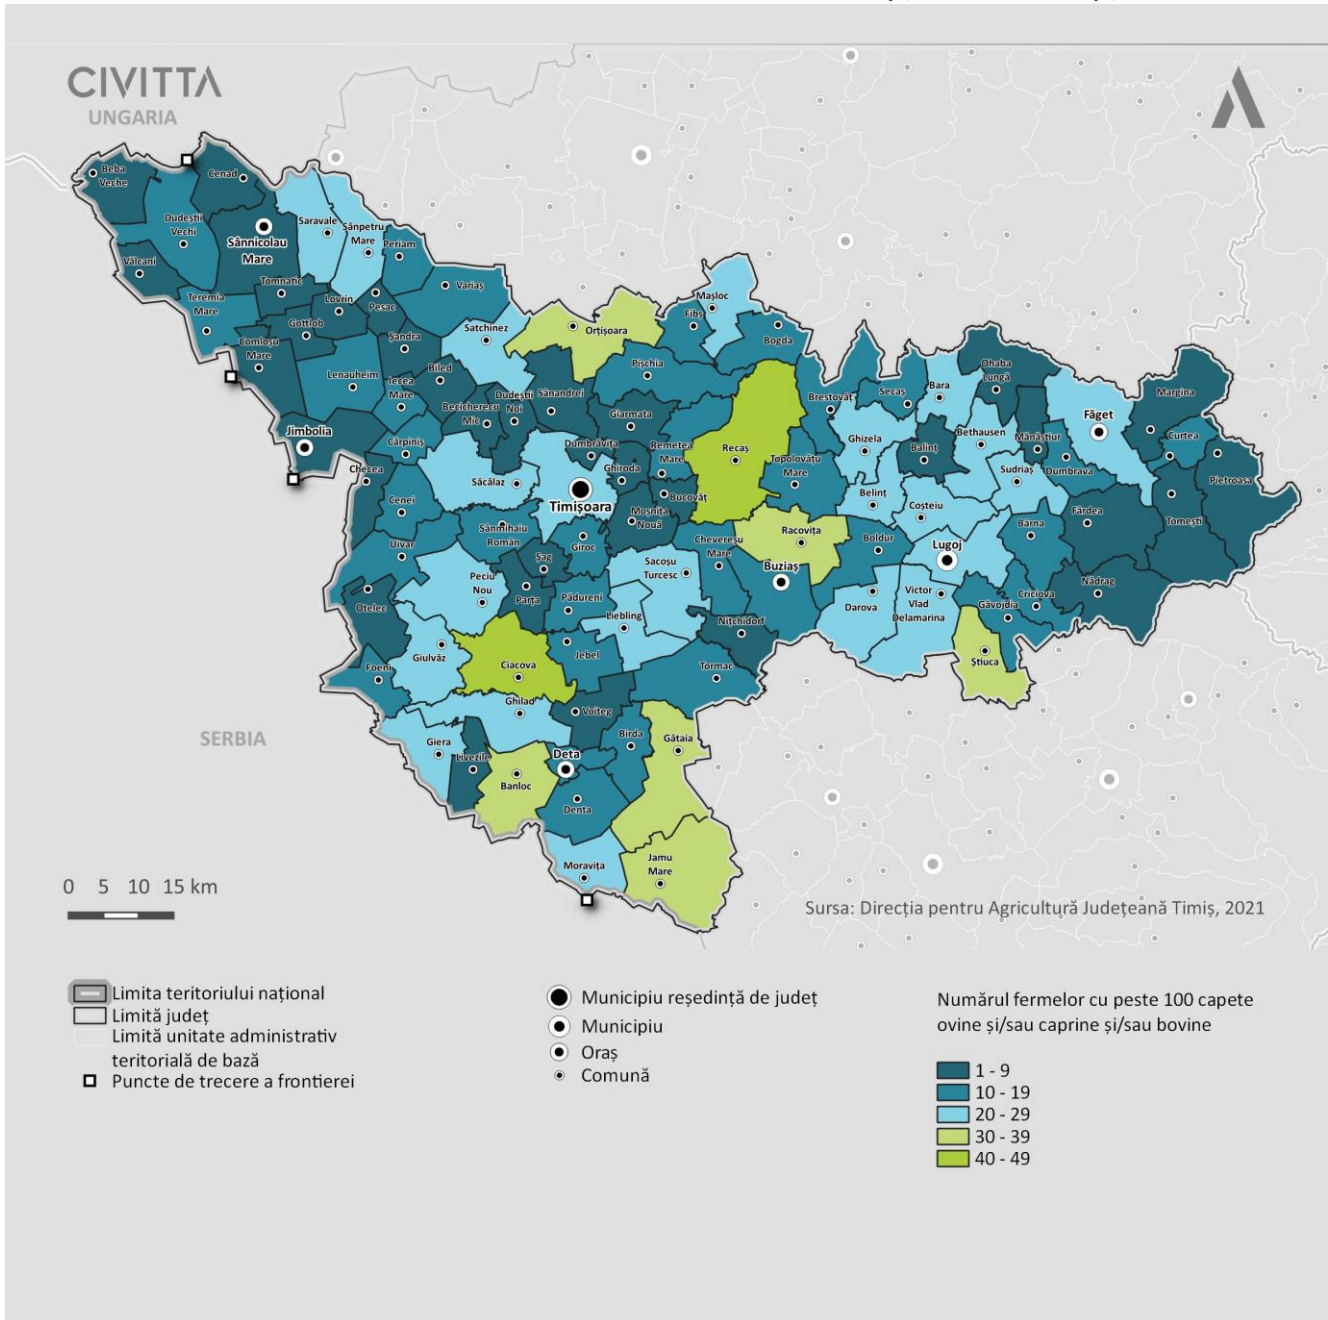 CIVITTA
UNGARIA
Beba
Veche
Cenad
Dudeștii
Vechi
Sânnicolau
Mare
Saravale
Sânpetru
Mare
Periam
Vălcani
Tomnatic
Teremia
Mare
Lovrin
Pesac
Variaș
Gottlob
Comloșu
Mare
Șandra
Satchinez
Orțișoara
Mașloc
Fibiș
Bogda
Lenauheim
Iecea
Mare
Biled
Pișchia
Becicherecu
Mic
Dudeștii
Noi
Sânandrei
Giarmata
Brestovăț
Secaș
Bara
Ohaba
Lungă
Margina
Jimbolia
Cărpiniș
Dumbrăvița
Remetea
Mare
Recaș
Ghizela
Bethausen
Mănăștiur
Făget
Curtea
Checea
Săcălaz
Ghiroda
Topolovățu
Mare
Balinț
Dumbrava
Pietroasa
Cenei
Timișoara
Bucovăț
Belinț
Sudriaș
Sânmihaiu
Român
Moșnița
Nouă
Coșteiu
Fârdea
Tomești
Uivar
Giroc
Cheveresu
Mare
Racovița
Boldur
Lugoj
Bârna
Șag
Sacoșu
Turcesc
Buziaș
Otelec
Peciu
Nou
Parța
Pădureni
Liebling
Darova
Victor
Vlad
Delamarina
Găvojdia
Criciova
Nădrag
Nițchidorf
Foeni
Giulvăz
Ciacova
Jebel
Tormac
Știuca
Ghilad
Voiteg
SERBIA
Giera
Livezile
Banloc
Deta
Birda
Gătaia
Denta
Moravița
Jamu
Mare
0 5 10 15 km
Sursa: Direcția pentru Agricultură Județeană Timiș, 2021
Limita teritoriului național
Limită județ
Limită unitate administrativ
teritorială de bază
Puncte de trecere a frontierei
Municipiu reședință de județ
Municipiu
Oraș
Comună
Numărul fermelor cu peste 100 capete
ovine și/sau caprine și/sau bovine
1 - 9
10 - 19
20 - 29
30 - 39
40 - 49